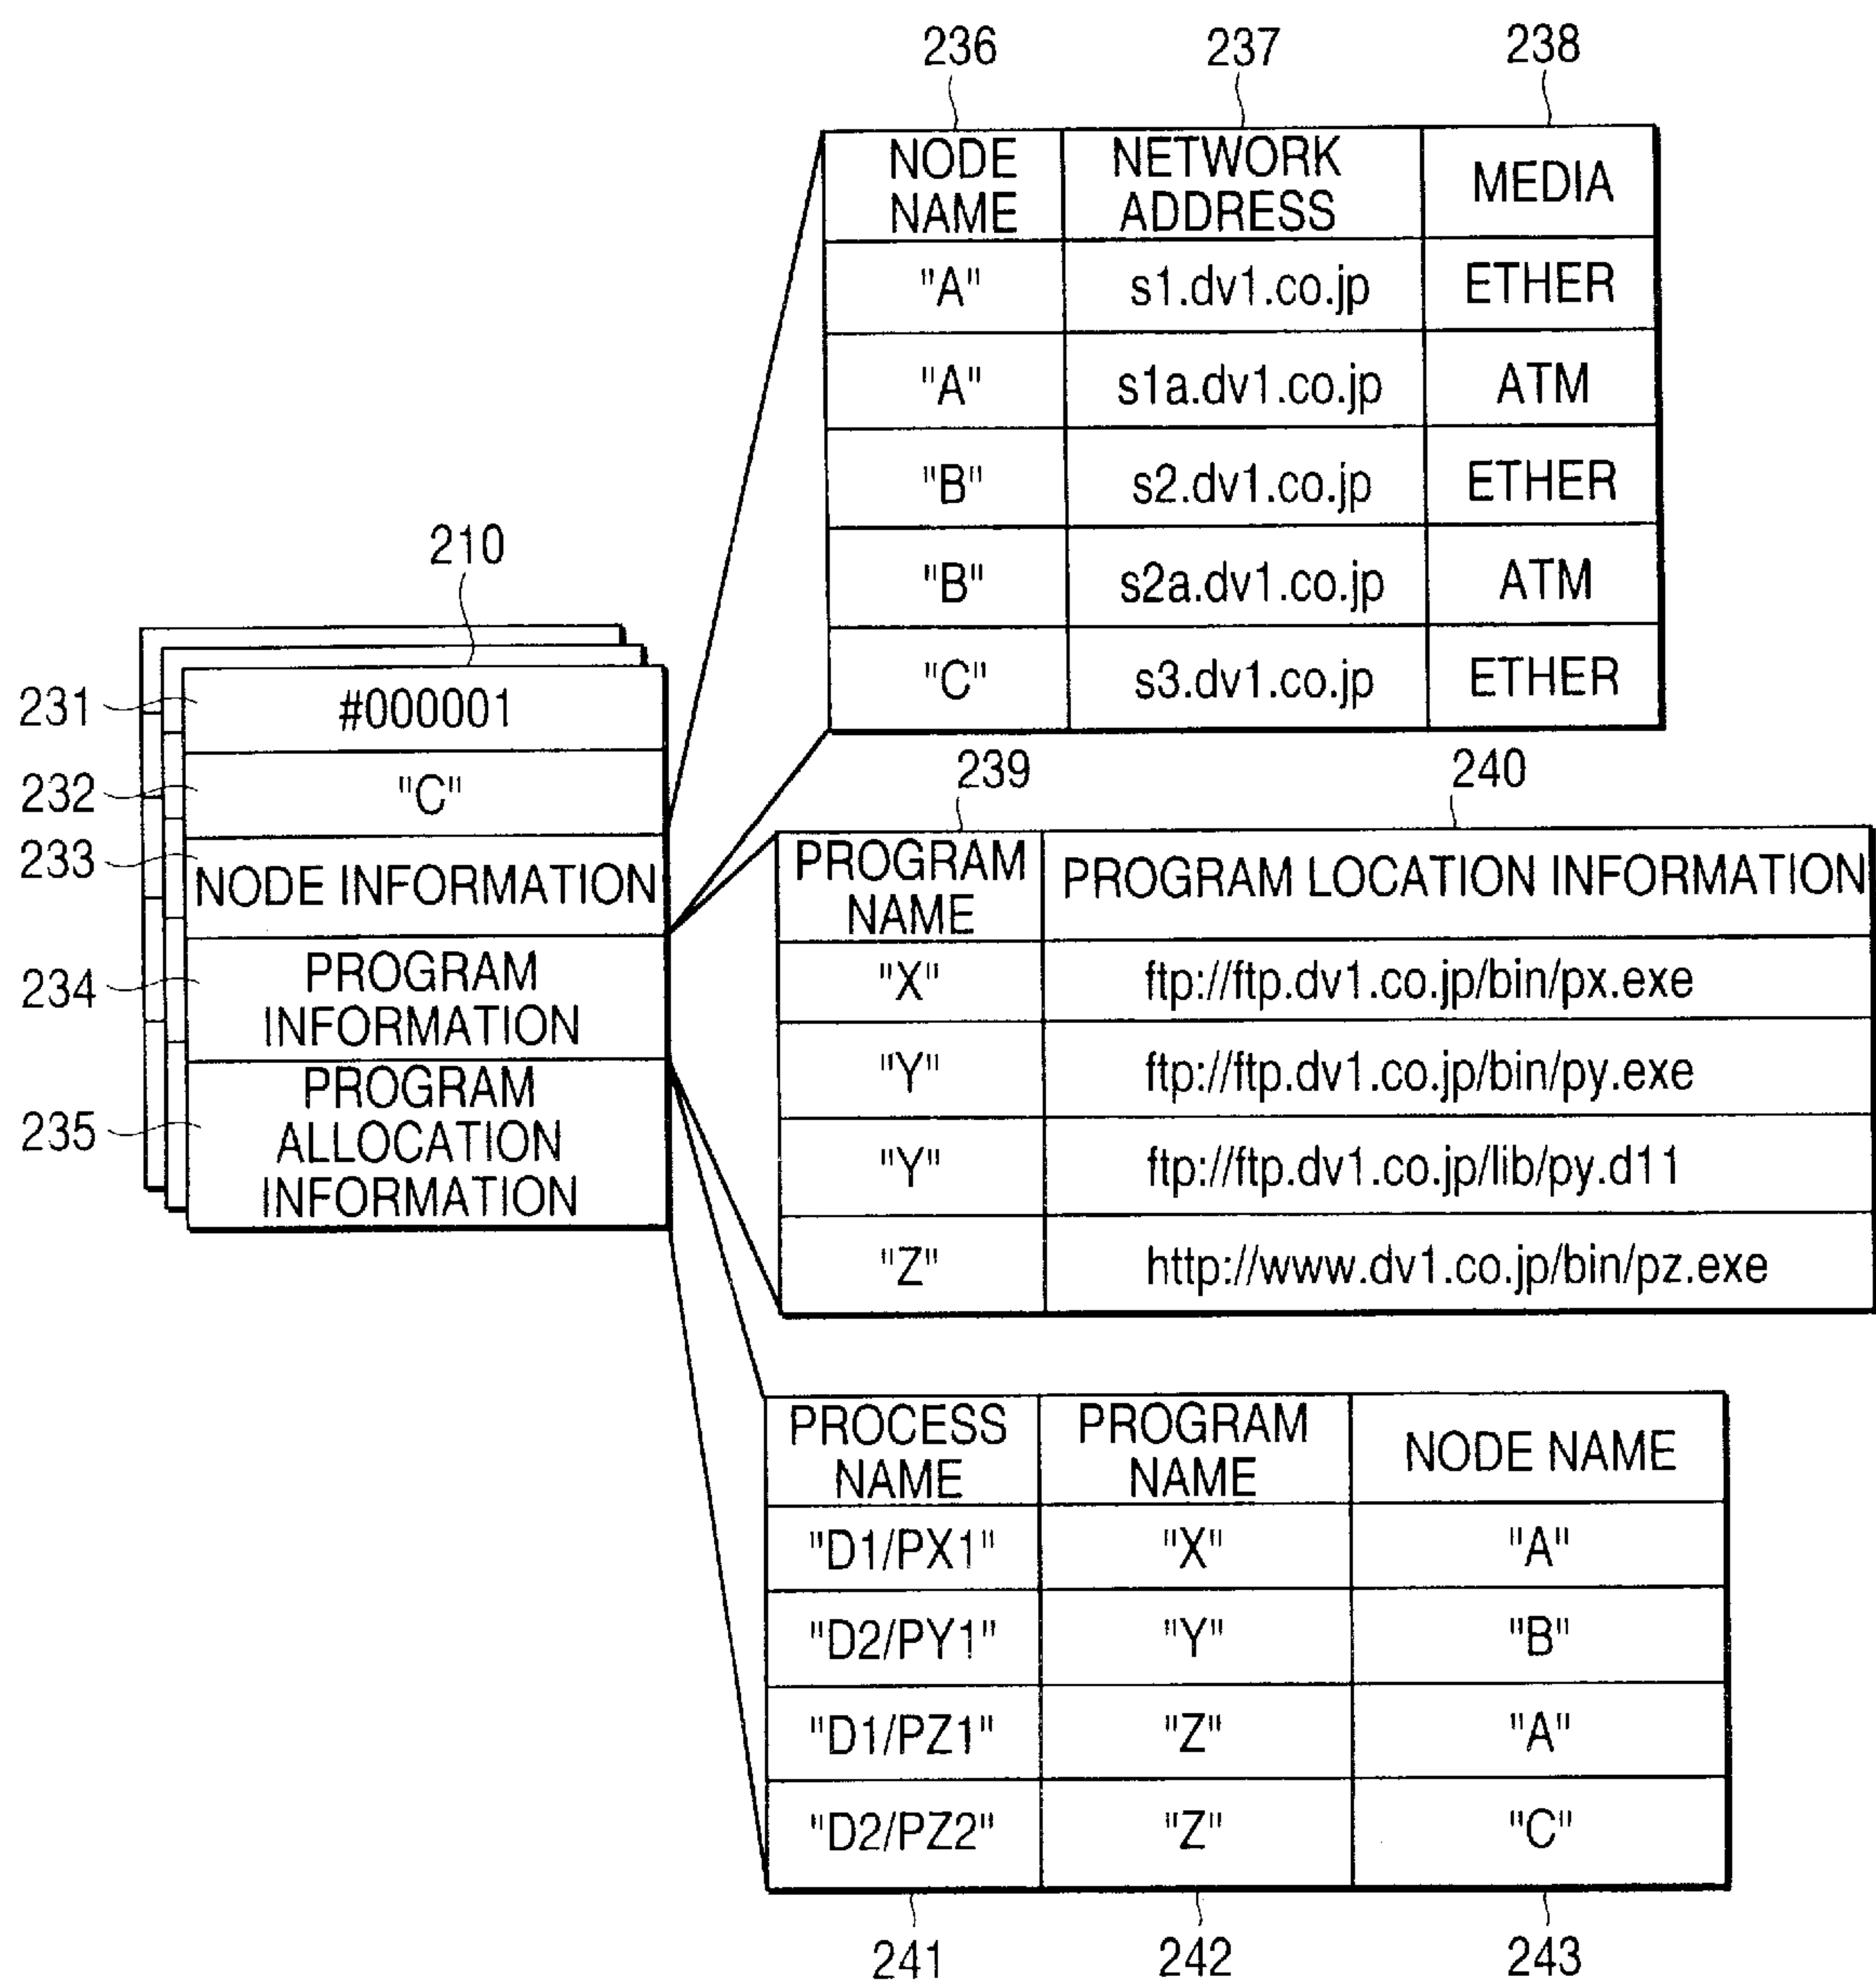 236 237 238
NODE NAME NETWORK ADDRESS MEDIA
"A" s1.dv1.co.jp ETHER
"A" s1a.dv1.co.jp ATM
"B" s2.dv1.co.jp ETHER
"B" s2a.dv1.co.jp ATM
"C" s3.dv1.co.jp ETHER
210
231 #000001
232 "C"
233 NODE INFORMATION
234 PROGRAM INFORMATION
235 PROGRAM ALLOCATION INFORMATION
239 240
PROGRAM NAME PROGRAM LOCATION INFORMATION
"X" ftp://ftp.dv1.co.jp/bin/px.exe
"Y" ftp://ftp.dv1.co.jp/bin/py.exe
"Y" ftp://ftp.dv1.co.jp/lib/py.d11
"Z" http://www.dv1.co.jp/bin/pz.exe
PROCESS NAME PROGRAM NAME NODE NAME
"D1/PX1" "X" "A"
"D2/PY1" "Y" "B"
"D1/PZ1" "Z" "A"
"D2/PZ2" "Z" "C"
241 242 243